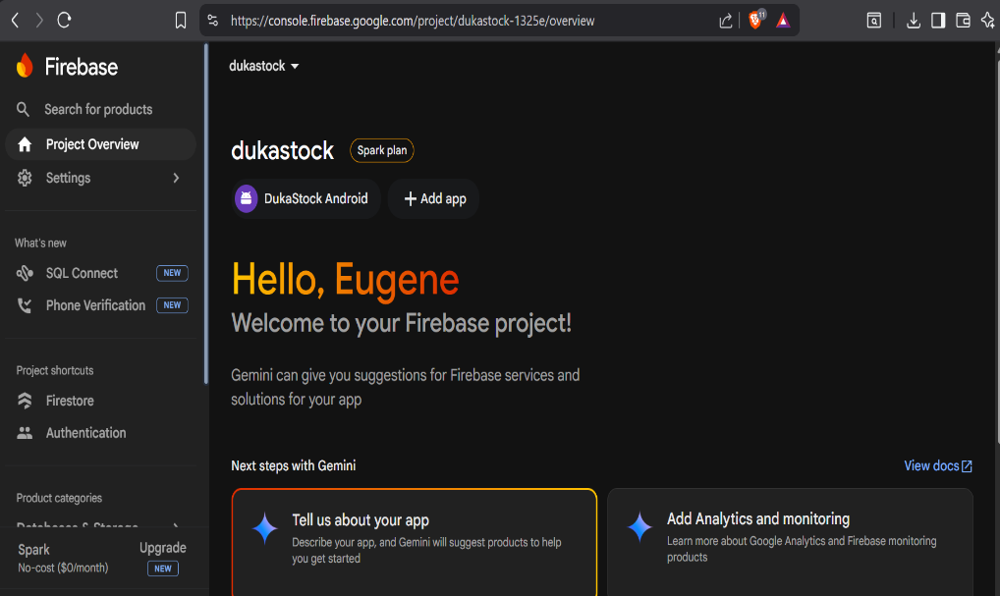 https://console.firebase.google.com/project/dukastock-1325e/overview
11
Firebase
Search for products
Project Overview
Settings
What's new
SQL Connect NEW
Phone Verification NEW
Project shortcuts
Firestore
Authentication
Product categories
Databases & Storage
Spark
No-cost ($0/month)
Upgrade
NEW
dukastock
dukastock Spark plan
DukaStock Android
Add app
Hello, Eugene
Welcome to your Firebase project!
Gemini can give you suggestions for Firebase services and
solutions for your app
Next steps with Gemini
View docs
Tell us about your app
Describe your app, and Gemini will suggest products to help
you get started
Add Analytics and monitoring
Learn more about Google Analytics and Firebase monitoring
products